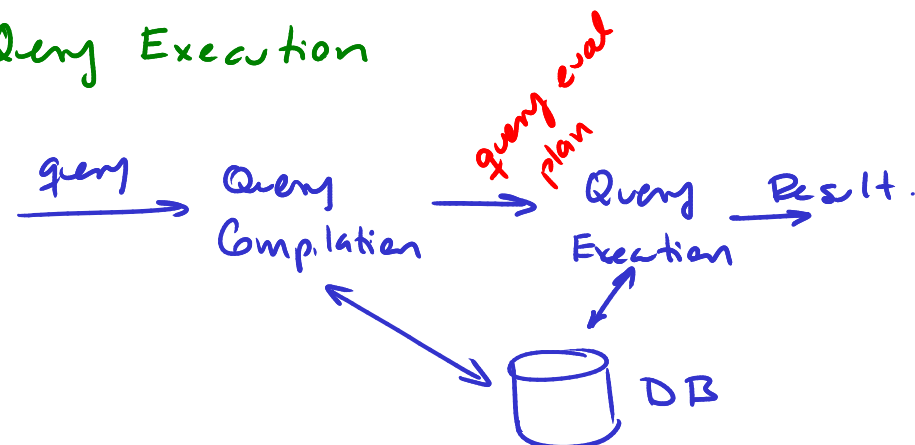 Query Execution
query eval
plan
query
Query
Compilation
Query
Execution
Result.
DB